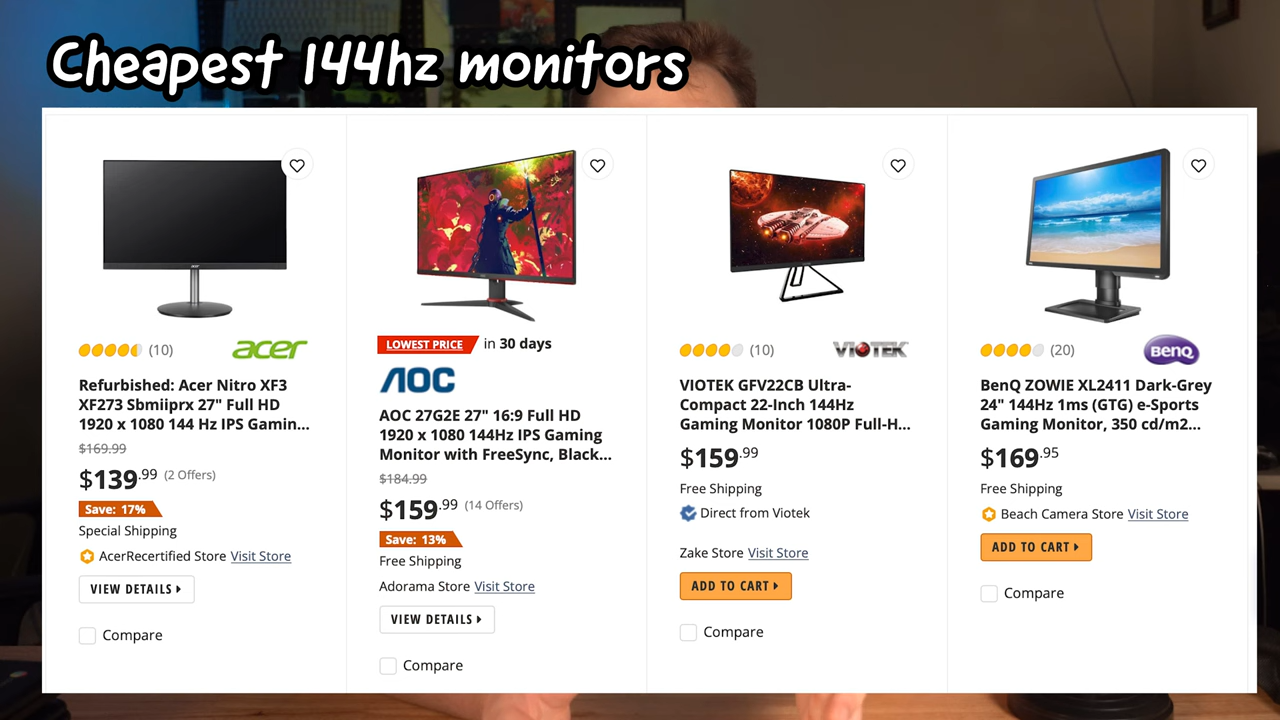 Cheapest 144hz monitors
(10)
acer
Refurbished: Acer Nitro XF3
XF273 Sbmiiprx 27" Full HD
1920 x 1080 144 Hz IPS Gamin...
$169.99
$139.99 (2 Offers)
Save: 17%
Special Shipping
AcerRecertified Store Visit Store
VIEW DETAILS
Compare
LOWEST PRICE in 30 days
AOC
AOC 27G2E 27" 16:9 Full HD
1920 x 1080 144Hz IPS Gaming
Monitor with FreeSync, Black...
$184.99
$159.99 (14 Offers)
Save: 13%
Free Shipping
Adorama Store Visit Store
VIEW DETAILS
Compare
(10)
VIOTEK
VIOTEK GFV22CB Ultra-
Compact 22-Inch 144Hz
Gaming Monitor 1080P Full-H...
$159.99
Free Shipping
Direct from Viotek
Zake Store Visit Store
ADD TO CART
Compare
(20)
BenQ
BenQ ZOWIE XL2411 Dark-Grey
24" 144Hz 1ms (GTG) e-Sports
Gaming Monitor, 350 cd/m2...
$169.95
Free Shipping
Beach Camera Store Visit Store
ADD TO CART
Compare